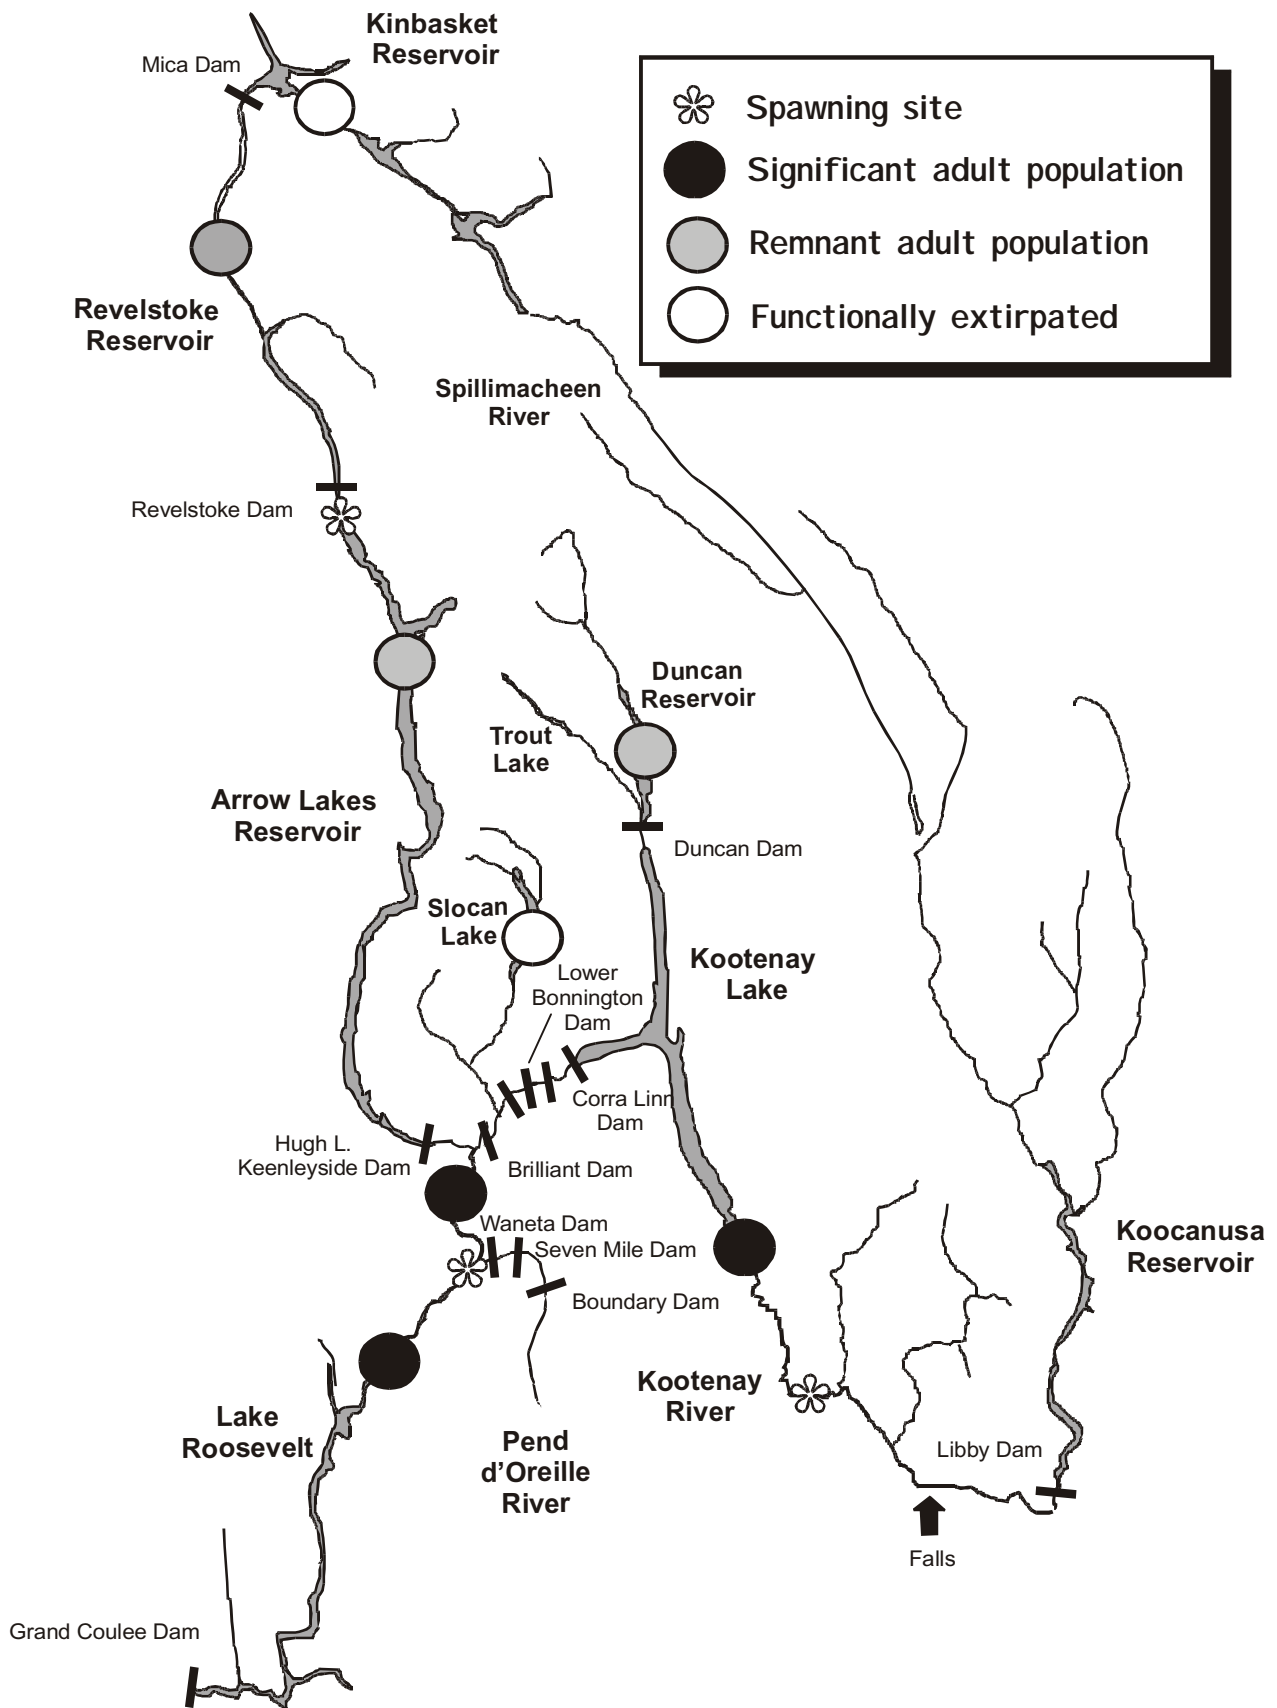 Kinbasket
Reservoir
Mica Dam
Spawning site
Significant adult population
Remnant adult population
Functionally extirpated
Revelstoke
Reservoir
Spillimacheen
River
Revelstoke Dam
Duncan
Reservoir
Trout
Lake
Arrow Lakes
Reservoir
Duncan Dam
Slocan
Lake
Kootenay
Lake
Lower
Bonnington
Dam
Corra Linn
Dam
Hugh L.
Keenleyside Dam
Brilliant Dam
Waneta Dam
Seven Mile Dam
Boundary Dam
Koocanusa
Reservoir
Kootenay
River
Lake
Roosevelt
Pend
d'Oreille
River
Libby Dam
Falls
Grand Coulee Dam